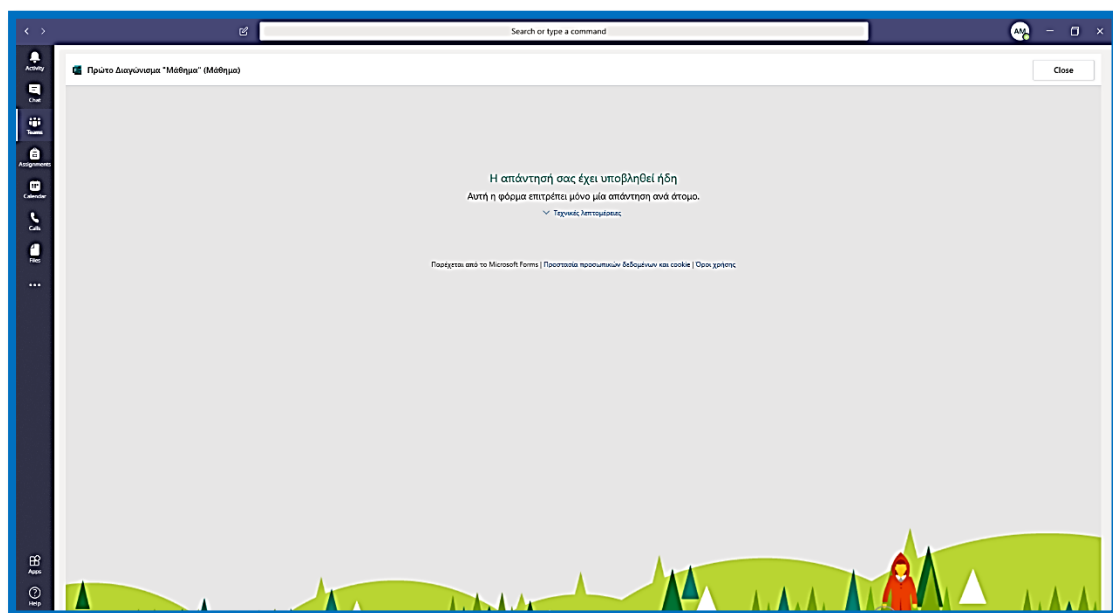 Search or type a command
AM
Activity
Πρώτο Διαγώνισμα "Μάθημα" (Μάθημα)
Close
Chat
Teams
Assignments
Calendar
Calls
Files
Η απάντησή σας έχει υποβληθεί ήδη
Αυτή η φόρμα επιτρέπει μόνο μία απάντηση ανά άτομο.
Τεχνικές λεπτομέρειες
Παρέχεται από το Microsoft Forms | Προστασία προσωπικών δεδομένων και cookie | Όροι χρήσης
Apps
Help